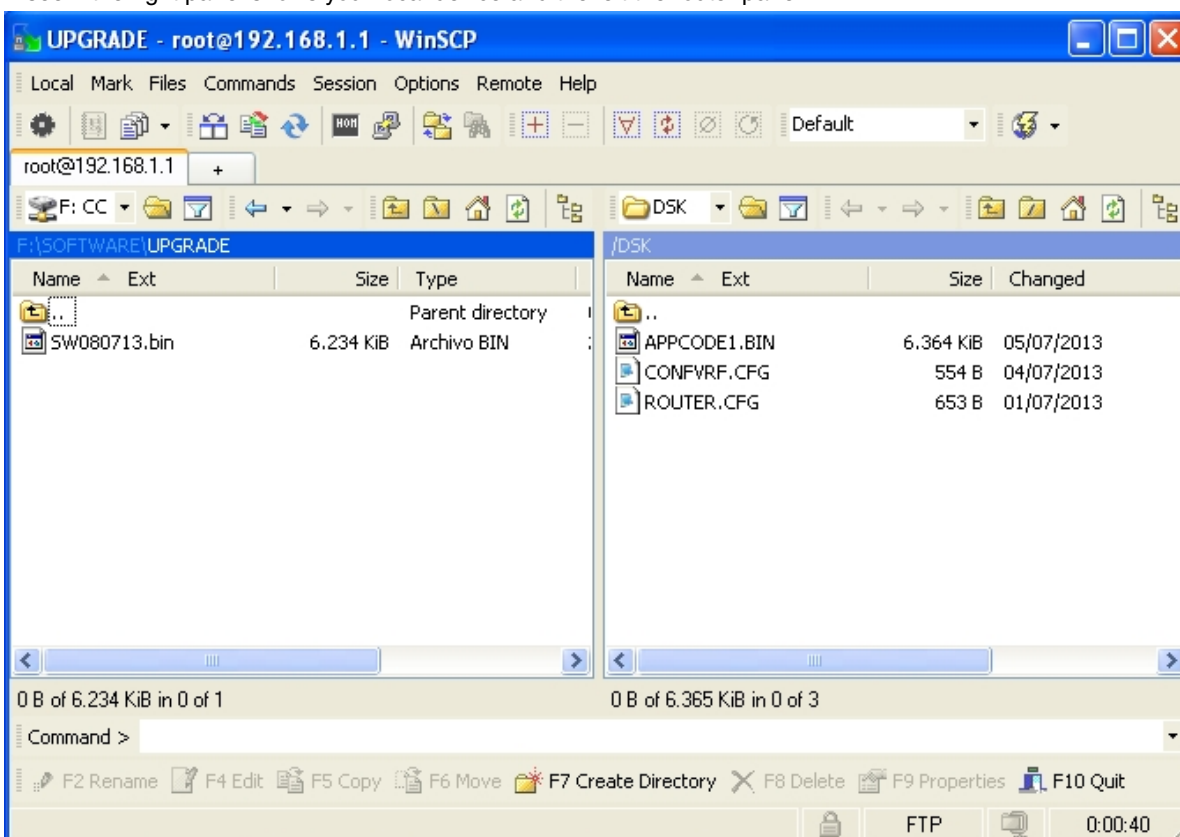 UPGRADE - root@192.168.1.1 - WinSCP
Local Mark Files Commands Session Options Remote Help
Default
root@192.168.1.1 +
F: CC
DSK
F:\SOFTWARE\UPGRADE
/DSK
Name Ext Size Type
Name Ext Size Changed
.. Parent directory
SW080713.bin 6.234 KiB Archivo BIN
..
APPCODE1.BIN 6.364 KiB 05/07/2013
CONFVRF.CFG 554 B 04/07/2013
ROUTER.CFG 653 B 01/07/2013
0 B of 6.234 KiB in 0 of 1
0 B of 6.365 KiB in 0 of 3
Command >
F2 Rename F4 Edit F5 Copy F6 Move F7 Create Directory F8 Delete F9 Properties F10 Quit
FTP 0:00:40